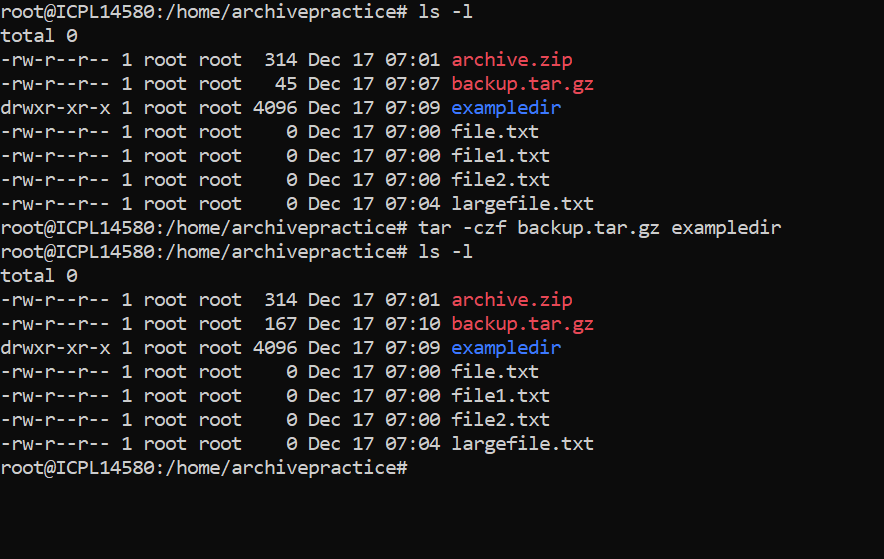 root@ICPL14580:/home/archivepractice# ls -l
total 0
-rw-r--r-- 1 root root  314 Dec 17 07:01 archive.zip
-rw-r--r-- 1 root root   45 Dec 17 07:07 backup.tar.gz
drwxr-xr-x 1 root root 4096 Dec 17 07:09 exampledir
-rw-r--r-- 1 root root    0 Dec 17 07:00 file.txt
-rw-r--r-- 1 root root    0 Dec 17 07:00 file1.txt
-rw-r--r-- 1 root root    0 Dec 17 07:00 file2.txt
-rw-r--r-- 1 root root    0 Dec 17 07:04 largefile.txt
root@ICPL14580:/home/archivepractice# tar -czf backup.tar.gz exampledir
root@ICPL14580:/home/archivepractice# ls -l
total 0
-rw-r--r-- 1 root root  314 Dec 17 07:01 archive.zip
-rw-r--r-- 1 root root  167 Dec 17 07:10 backup.tar.gz
drwxr-xr-x 1 root root 4096 Dec 17 07:09 exampledir
-rw-r--r-- 1 root root    0 Dec 17 07:00 file.txt
-rw-r--r-- 1 root root    0 Dec 17 07:00 file1.txt
-rw-r--r-- 1 root root    0 Dec 17 07:00 file2.txt
-rw-r--r-- 1 root root    0 Dec 17 07:04 largefile.txt
root@ICPL14580:/home/archivepractice#